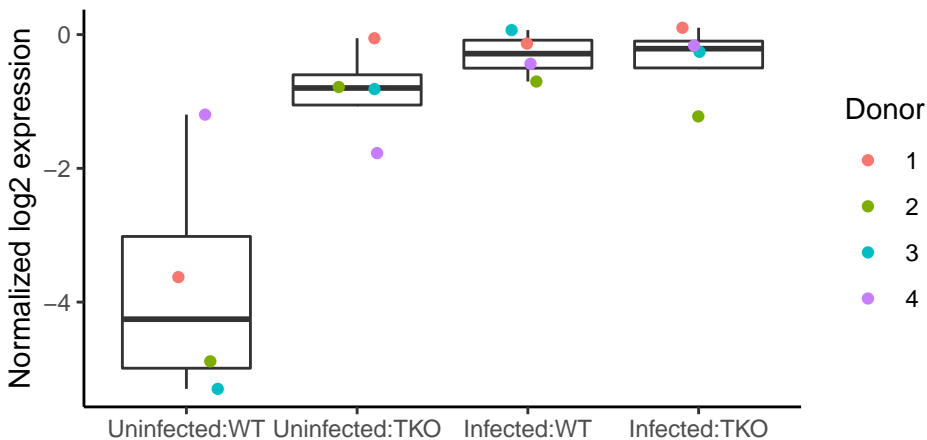 Normalized log2 expression
0
−2
−4
Uninfected:WT
Uninfected:TKO
Infected:WT
Infected:TKO
Donor
1
2
3
4